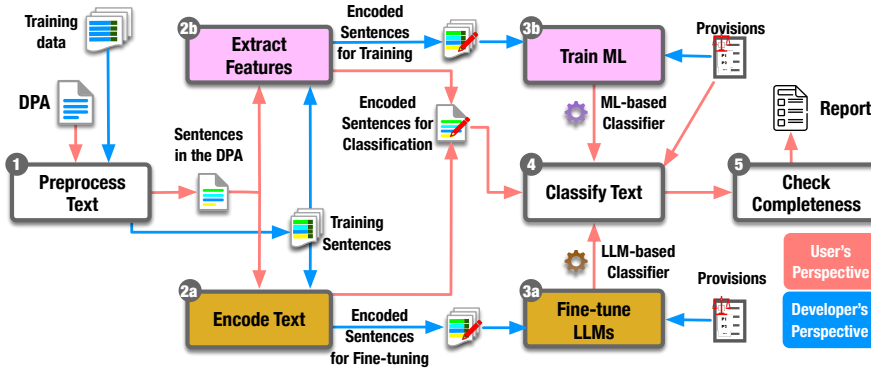 Training
data
DPA
1
Preprocess
Text
Sentences
in the DPA
Training
Sentences
2b
Extract
Features
2a
Encode Text
Encoded
Sentences
for Training
Encoded
Sentences for
Classification
Encoded
Sentences
for Fine-tuning
3b
Train ML
ML-based
Classifier
Provisions
4
Classify Text
LLM-based
Classifier
3a
Fine-tune
LLMs
Provisions
5
Check
Completeness
Report
User's
Perspective
Developer's
Perspective